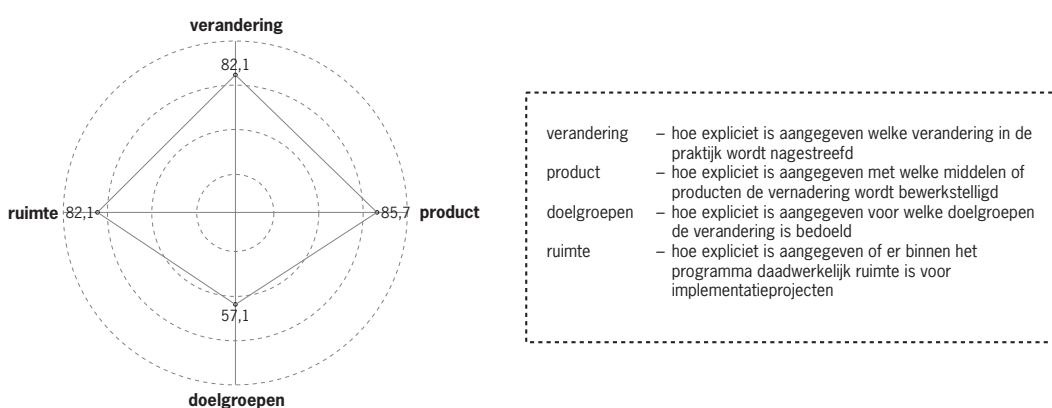 verandering
82,1
ruimte 82,1
85,7 product
57,1
doelgroepen
verandering – hoe expliciet is aangegeven welke verandering in de
praktijk wordt nagestreefd
product – hoe expliciet is aangegeven met welke middelen of
producten de vernadering wordt bewerkstelligd
doelgroepen – hoe expliciet is aangegeven voor welke doelgroepen
de verandering is bedoeld
ruimte – hoe expliciet is aangegeven of er binnen het
programma daadwerkelijk ruimte is voor
implementatieprojecten